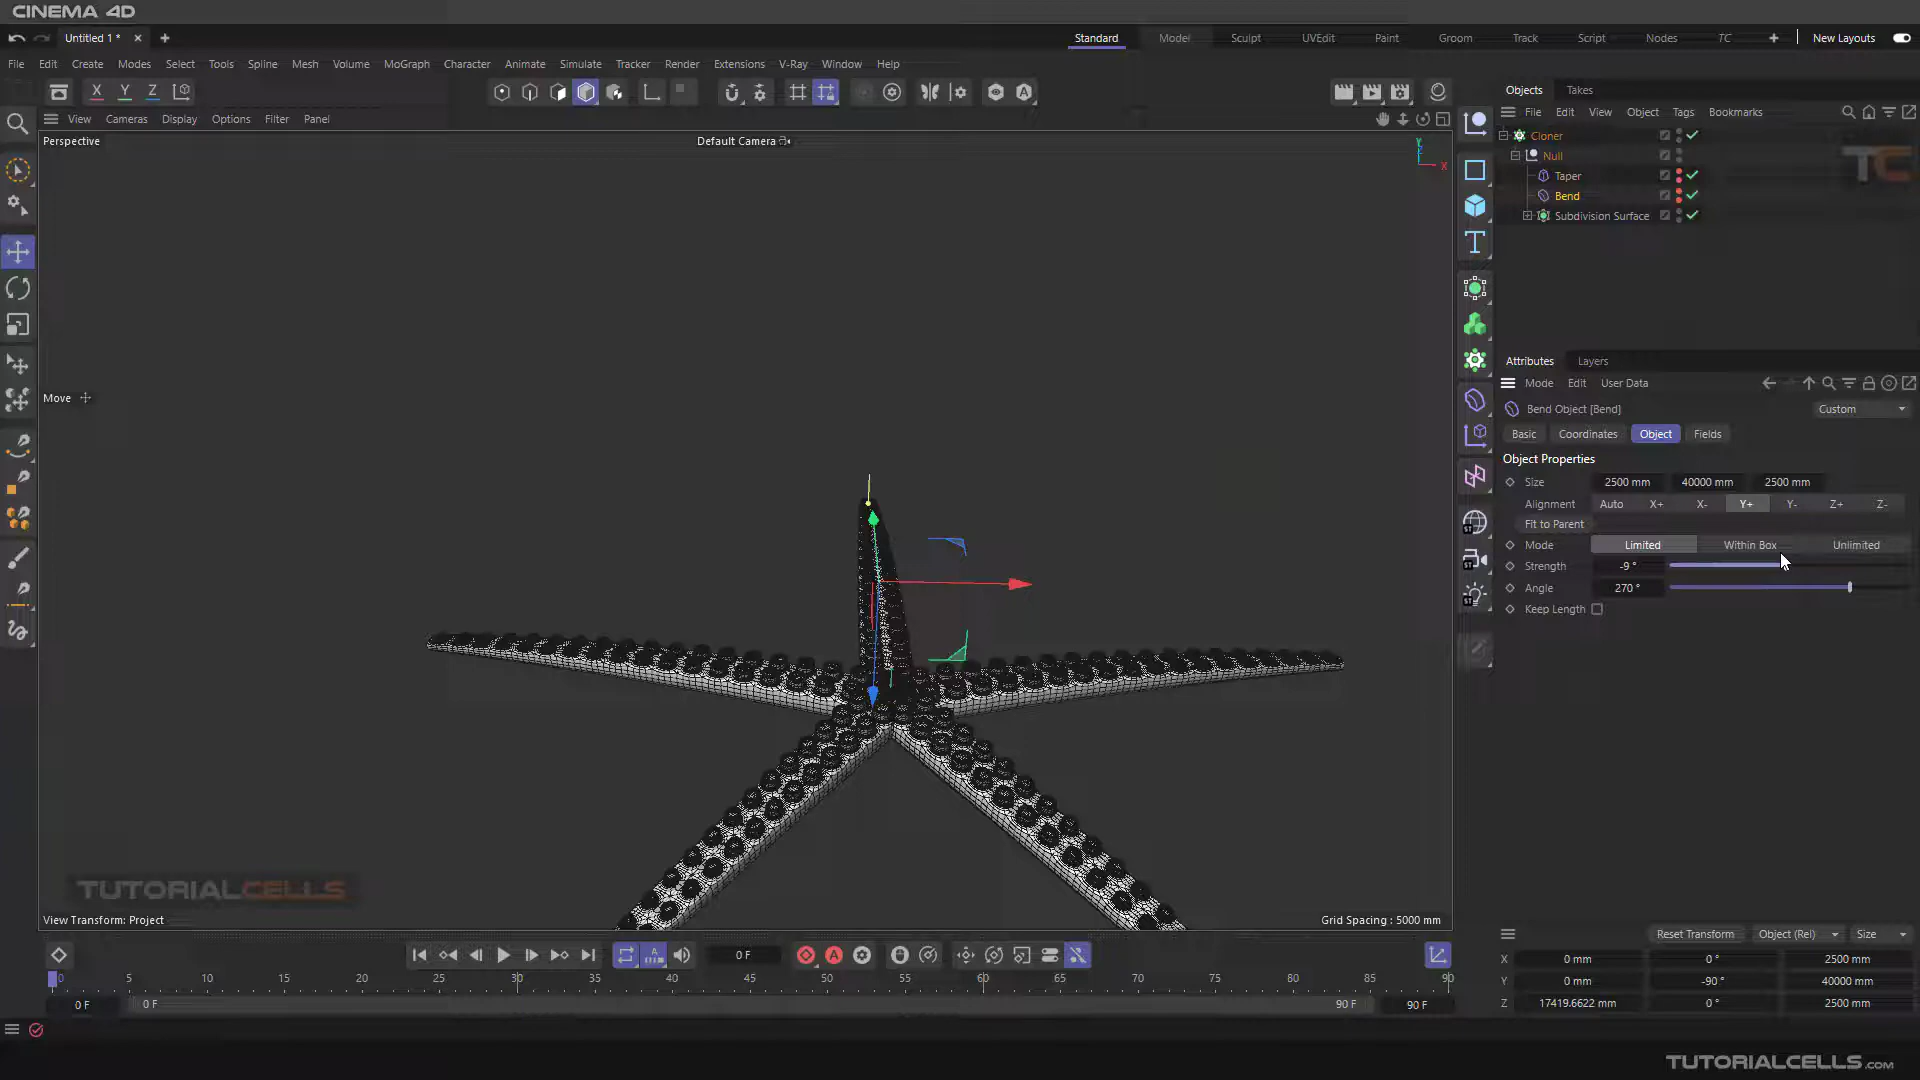 CINEMA 4D
Untitled 1 *
Standard Model Sculpt UVEdit Paint Groom Track Script Nodes TC New Layouts
File Edit Create Modes Select Tools Spline Mesh Volume MoGraph Character Animate Simulate Tracker Render Extensions V-Ray Window Help
X Y Z
View Cameras Display Options Filter Panel
Perspective
Default Camera
Y
X
Move
TUTORIALCELLS
View Transform: Project
Grid Spacing : 5000 mm
Objects Takes
File Edit View Object Tags Bookmarks
Cloner
Null
TC
Taper
Bend
Subdivision Surface
Attributes Layers
Mode Edit User Data
Bend Object [Bend]
Custom
Basic Coordinates Object Fields
Object Properties
Size 2500 mm 40000 mm 2500 mm
Alignment Auto X+ X- Y+ Y- Z+ Z-
Fit to Parent
Mode Limited Within Box Unlimited
Strength -9 °
Angle 270 °
Keep Length
Reset Transform Object (Rel) Size
X 0 mm 0 ° 2500 mm
Y 0 mm -90 ° 40000 mm
Z 17419.6622 mm 0 ° 2500 mm
0 F
0 5 10 15 20 25 30 35 40 45 50 55 60 65 70 75 80 85 90
0 F 0 F 90 F 90 F
TUTORIALCELLS.COM